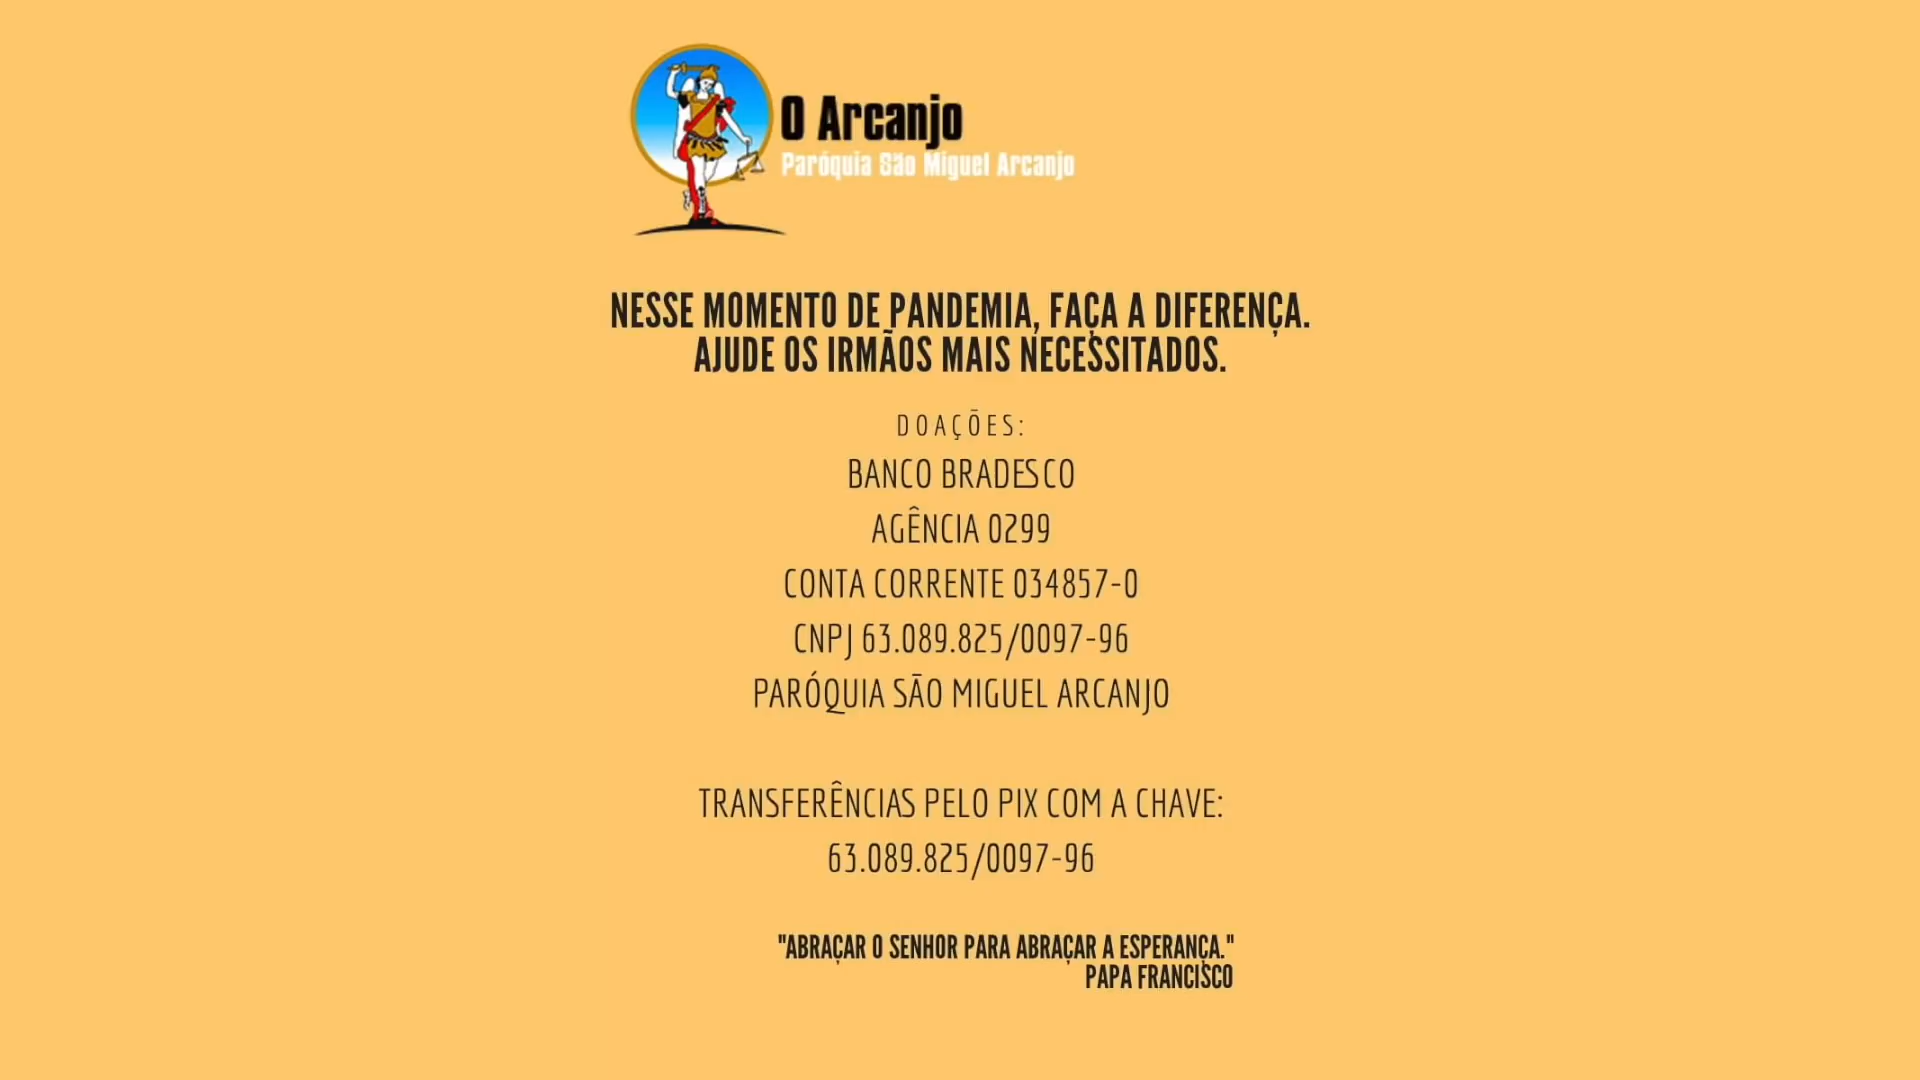 O Arcanjo
Paróquia São Miguel Arcanjo
NESSE MOMENTO DE PANDEMIA, FAÇA A DIFERENÇA.
AJUDE OS IRMÃOS MAIS NECESSITADOS.
DOAÇÕES:
BANCO BRADESCO
AGÊNCIA 0299
CONTA CORRENTE 034857-0
CNPJ 63.089.825/0097-96
PARÓQUIA SÃO MIGUEL ARCANJO
TRANSFERÊNCIAS PELO PIX COM A CHAVE:
63.089.825/0097-96
"ABRAÇAR O SENHOR PARA ABRAÇAR A ESPERANÇA."
PAPA FRANCISCO